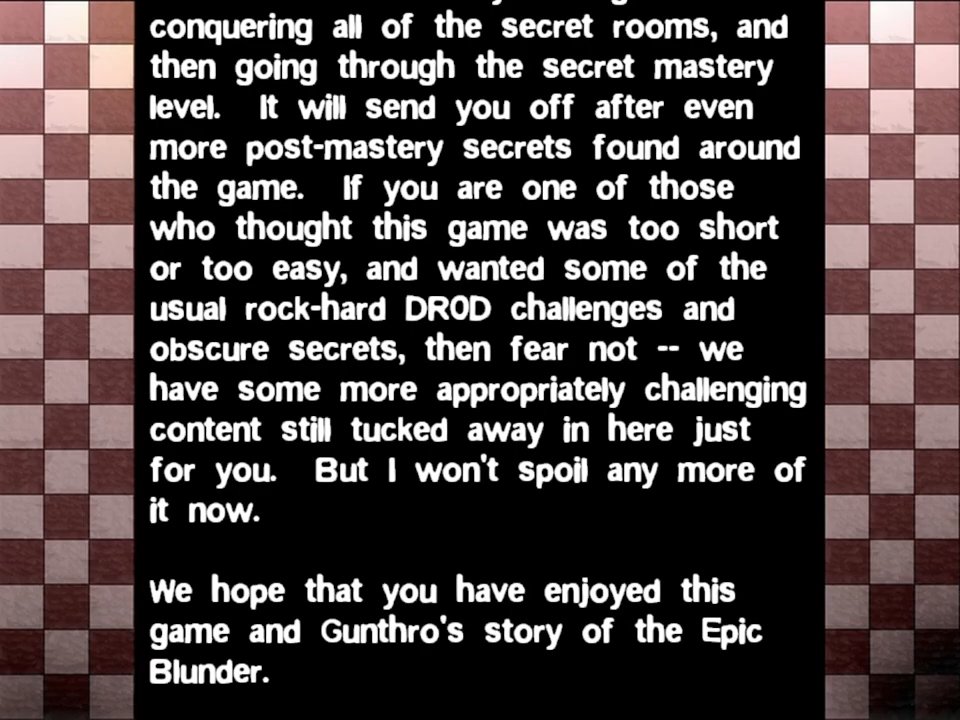 conquering all of the secret rooms, and
then going through the secret mastery
level. It will send you off after even
more post-mastery secrets found around
the game. If you are one of those
who thought this game was too short
or too easy, and wanted some of the
usual rock-hard DROD challenges and
obscure secrets, then fear not -- we
have some more appropriately challenging
content still tucked away in here just
for you. But I won't spoil any more of
it now.
We hope that you have enjoyed this
game and Gunthro's story of the Epic
Blunder.